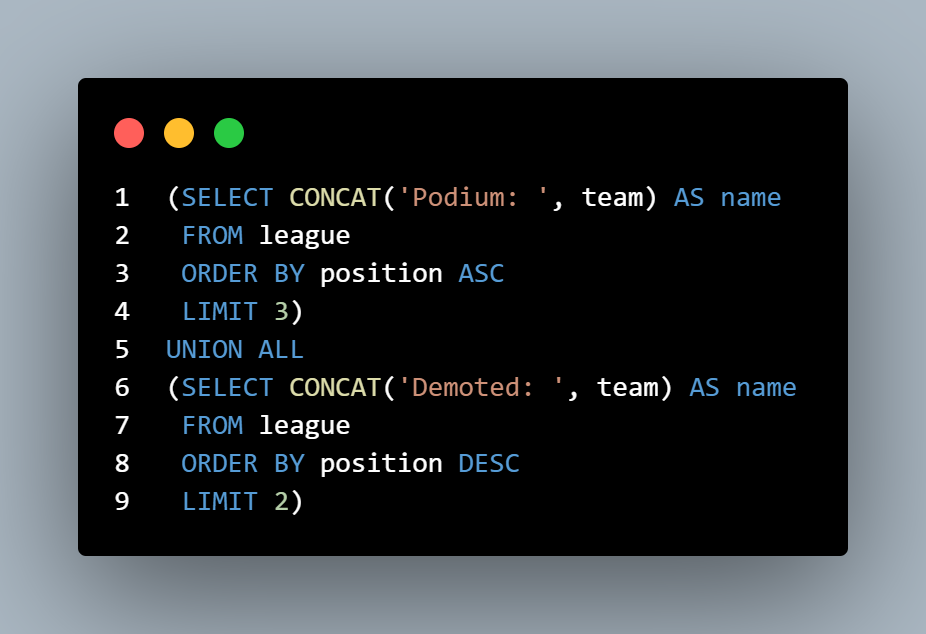 1 (SELECT CONCAT('Podium: ', team) AS name
2  FROM league
3  ORDER BY position ASC
4  LIMIT 3)
5 UNION ALL
6 (SELECT CONCAT('Demoted: ', team) AS name
7  FROM league
8  ORDER BY position DESC
9  LIMIT 2)